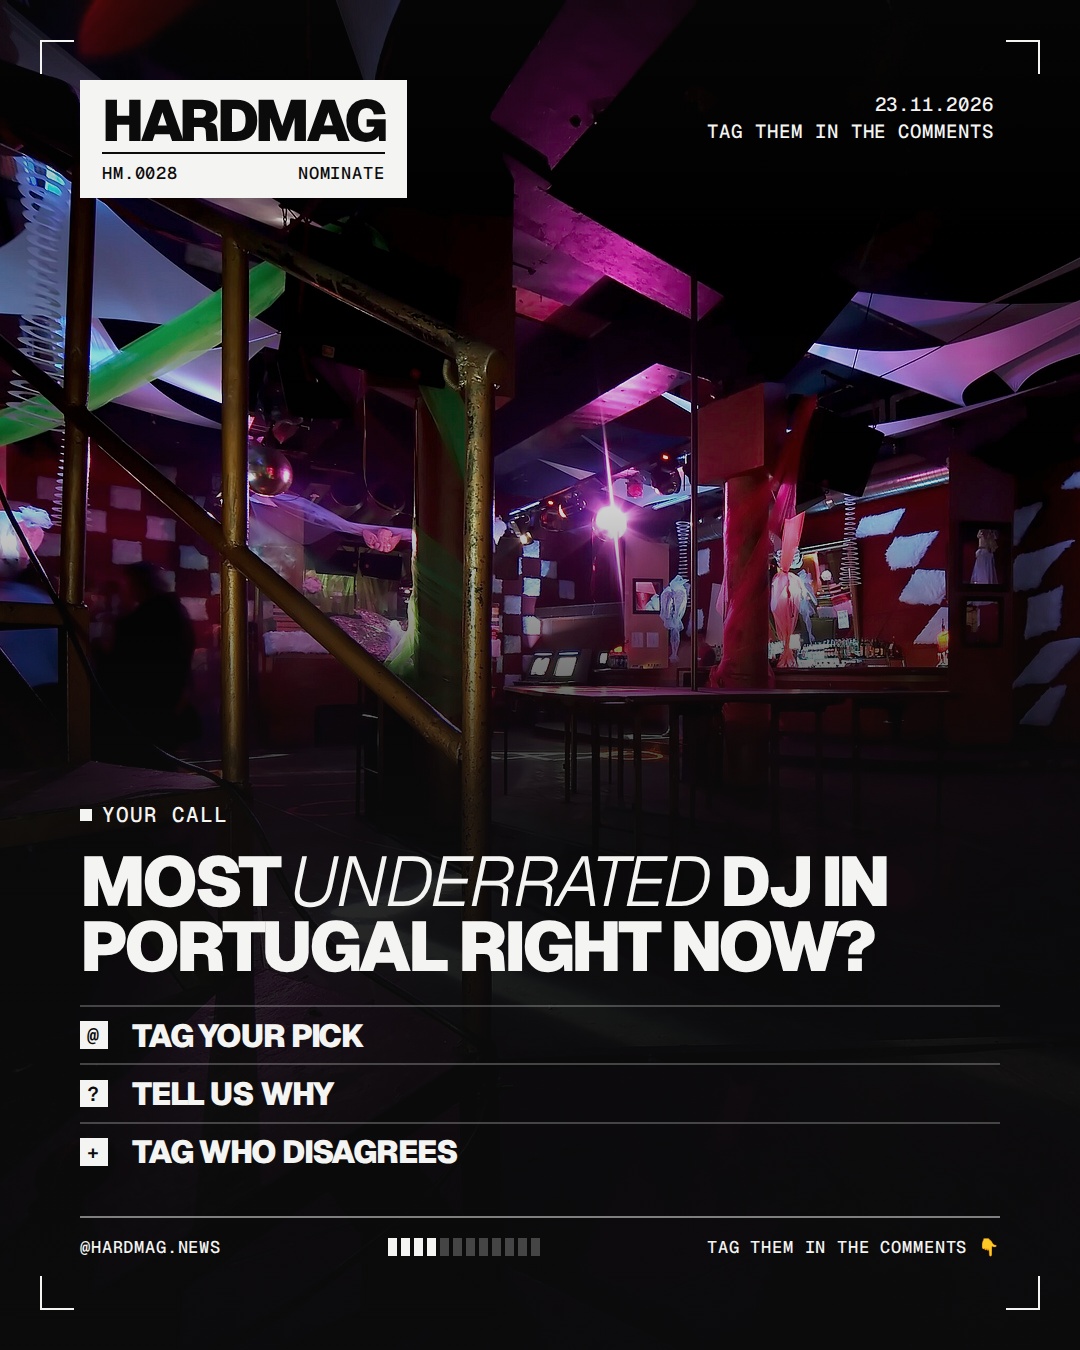 HARDMAG
HM.0028 NOMINATE
23.11.2026
TAG THEM IN THE COMMENTS
YOUR CALL
MOST UNDERRATED DJ IN
PORTUGAL RIGHT NOW?
@ TAG YOUR PICK
? TELL US WHY
+ TAG WHO DISAGREES
@HARDMAG.NEWS
TAG THEM IN THE COMMENTS 👇